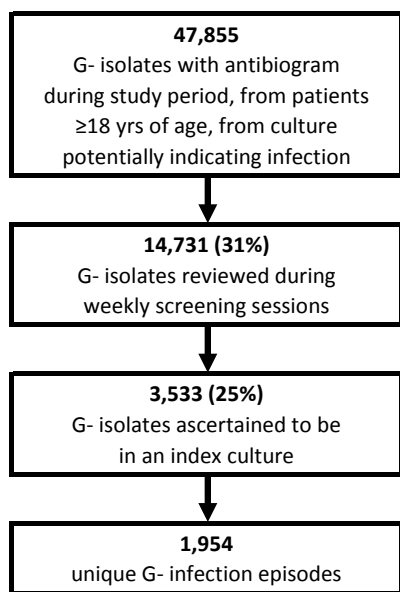 47,855
G- isolates with antibiogram
during study period, from patients
≥18 yrs of age, from culture
potentially indicating infection
14,731 (31%)
G- isolates reviewed during
weekly screening sessions
3,533 (25%)
G- isolates ascertained to be
in an index culture
1,954
unique G- infection episodes